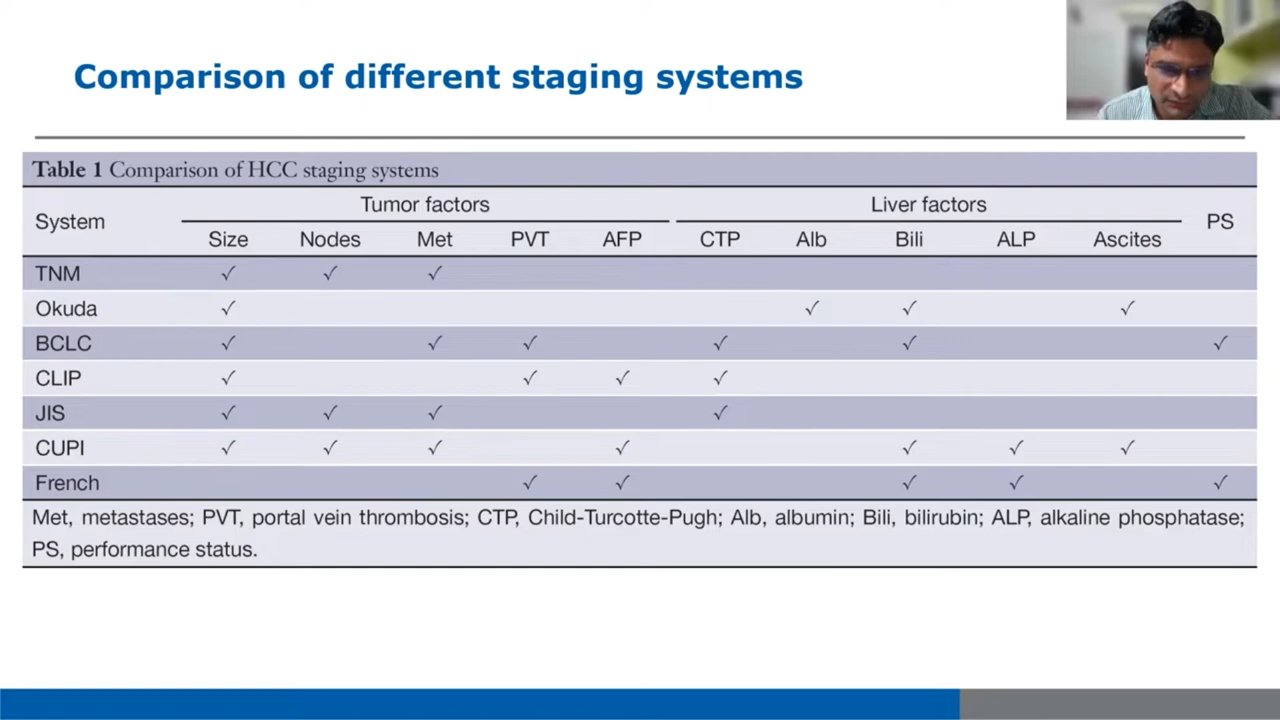 Comparison of different staging systems
Table 1 Comparison of HCC staging systems
System Tumor factors Liver factors PS
Size Nodes Met PVT AFP CTP Alb Bili ALP Ascites
TNM ✓ ✓ ✓
Okuda ✓ ✓ ✓ ✓
BCLC ✓ ✓ ✓ ✓ ✓ ✓
CLIP ✓ ✓ ✓ ✓
JIS ✓ ✓ ✓ ✓
CUPI ✓ ✓ ✓ ✓ ✓ ✓ ✓
French ✓ ✓ ✓ ✓ ✓
Met, metastases; PVT, portal vein thrombosis; CTP, Child-Turcotte-Pugh; Alb, albumin; Bili, bilirubin; ALP, alkaline phosphatase;
PS, performance status.